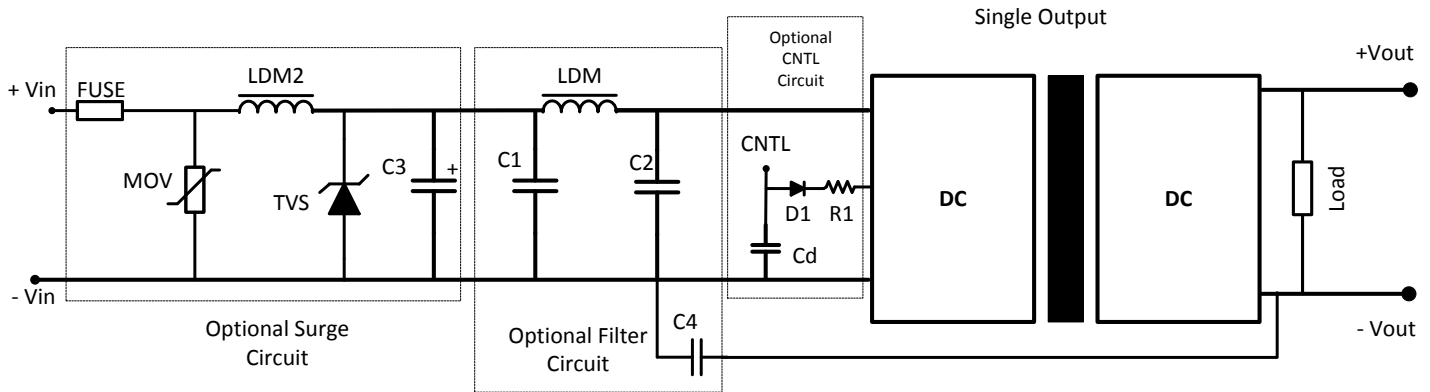 Single Output
Optional
CNTL
Circuit
+Vout
LDM2
LDM
+ Vin
FUSE
CNTL
C3
+
C1
C2
MOV
TVS
D1
R1
DC
DC
Load
Cd
- Vin
- Vout
Optional Surge
Circuit
Optional Filter
Circuit
C4